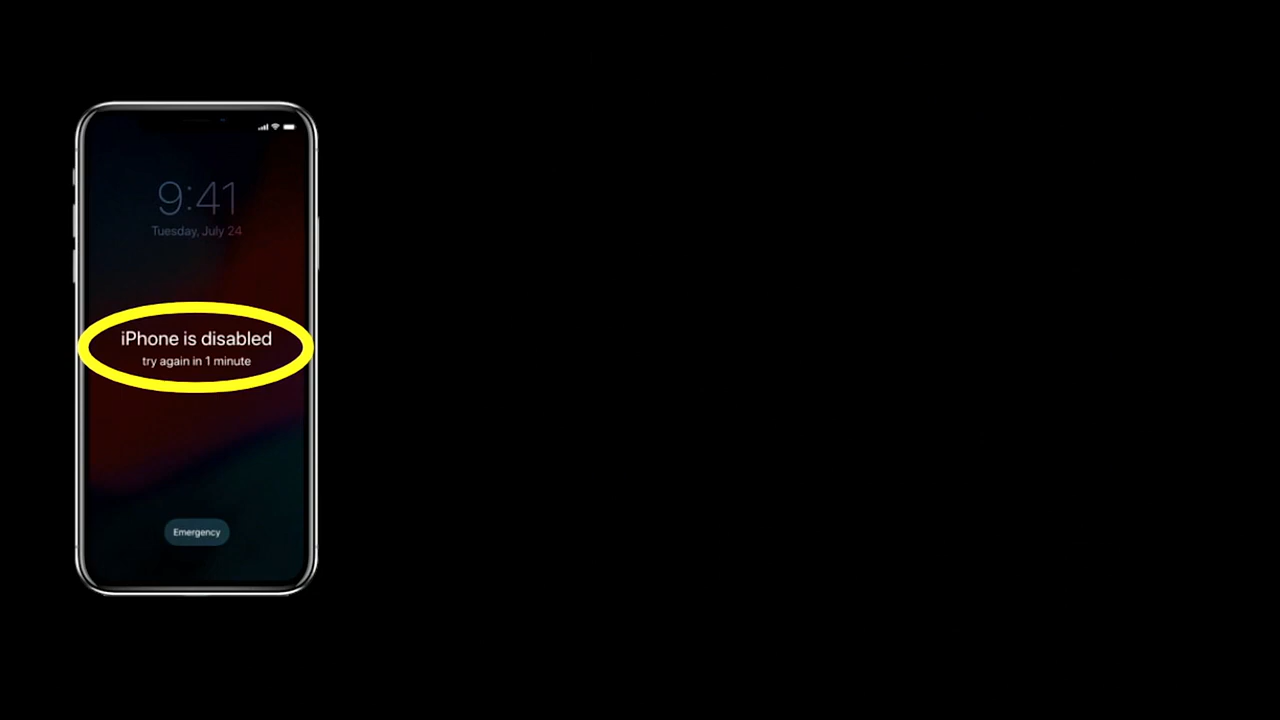 9:41
Tuesday, July 24
iPhone is disabled
try again in 1 minute
Emergency